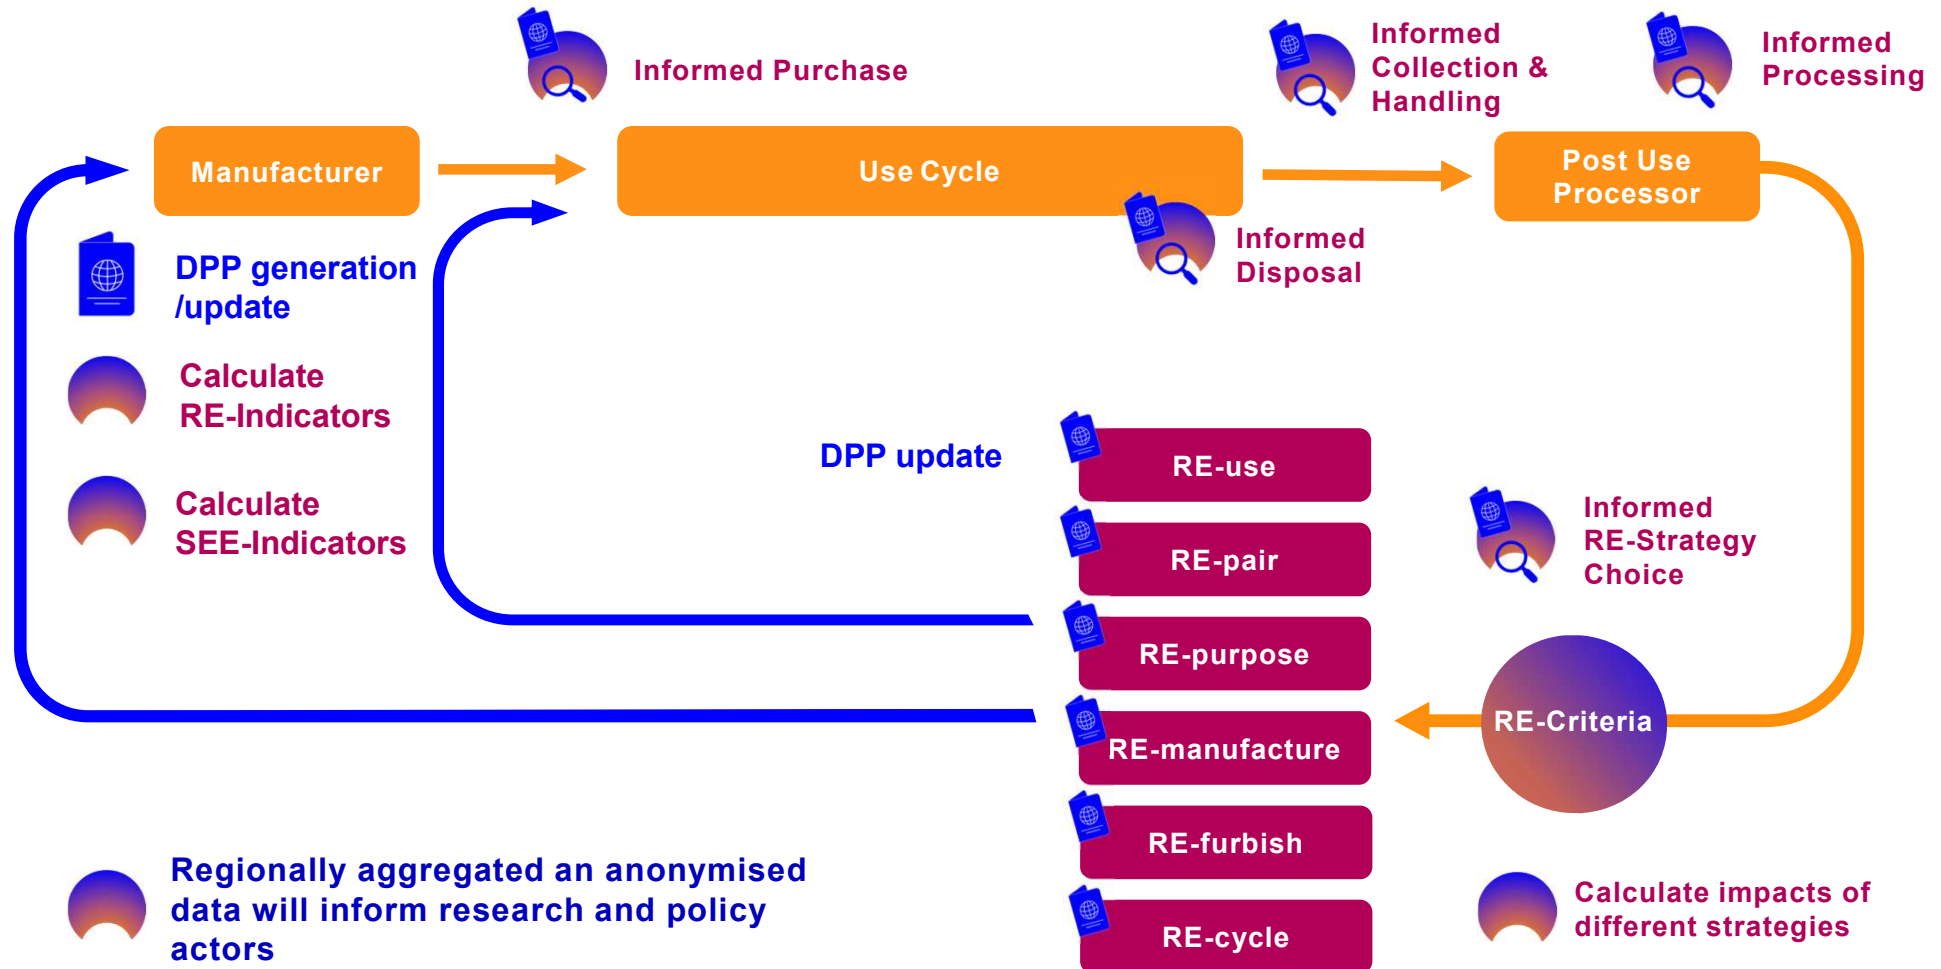 Informed Purchase
Informed
Collection &
Handling
Informed
Processing
Manufacturer
Use Cycle
Post Use
Processor
Informed
Disposal
DPP generation
/update
Calculate
RE-Indicators
Calculate
SEE-Indicators
DPP update
RE-use
RE-pair
RE-purpose
RE-manufacture
RE-furbish
RE-cycle
Informed
RE-Strategy
Choice
RE-Criteria
Calculate impacts of
different strategies
Regionally aggregated an anonymised
data will inform research and policy
actors